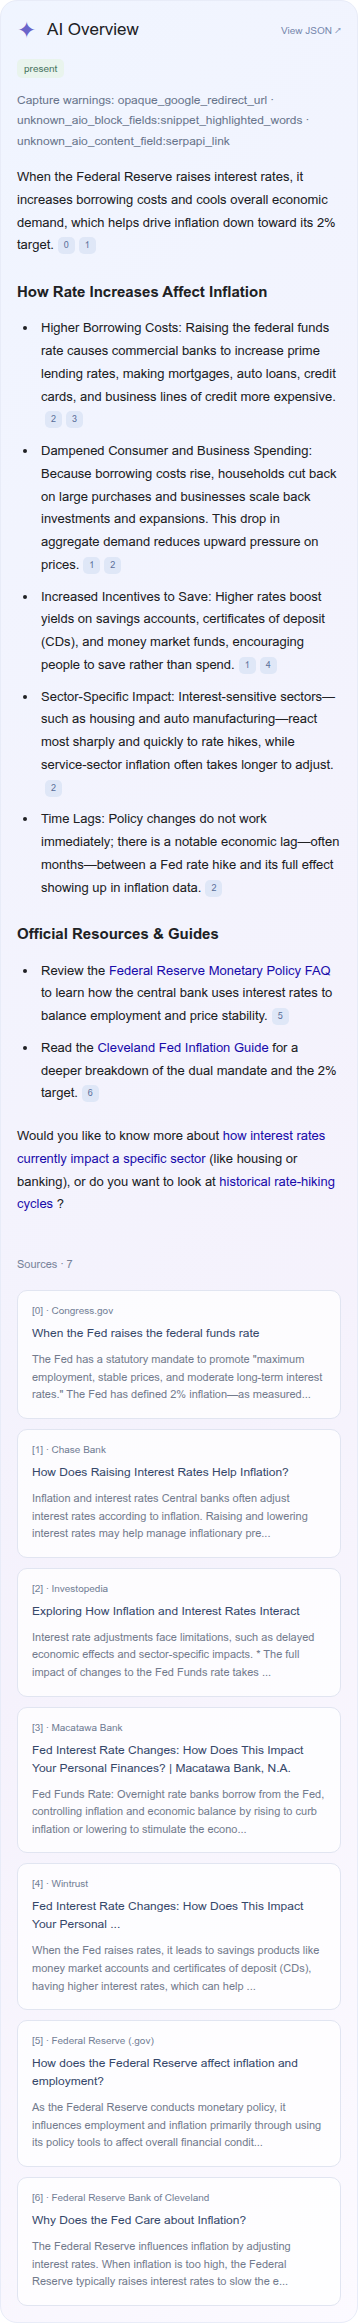 AI Overview
View JSON ↗
present
Capture warnings: opaque_google_redirect_url ·
unknown_aio_block_fields:snippet_highlighted_words ·
unknown_aio_content_field:serpapi_link
When the Federal Reserve raises interest rates, it
increases borrowing costs and cools overall economic
demand, which helps drive inflation down toward its 2%
target. 0 1
How Rate Increases Affect Inflation
• Higher Borrowing Costs: Raising the federal funds
rate causes commercial banks to increase prime
lending rates, making mortgages, auto loans, credit
cards, and business lines of credit more expensive.
2 3
• Dampened Consumer and Business Spending:
Because borrowing costs rise, households cut back
on large purchases and businesses scale back
investments and expansions. This drop in
aggregate demand reduces upward pressure on
prices. 1 2
• Increased Incentives to Save: Higher rates boost
yields on savings accounts, certificates of deposit
(CDs), and money market funds, encouraging
people to save rather than spend. 1 4
• Sector-Specific Impact: Interest-sensitive sectors—
such as housing and auto manufacturing—react
most sharply and quickly to rate hikes, while
service-sector inflation often takes longer to adjust.
2
• Time Lags: Policy changes do not work
immediately; there is a notable economic lag—often
months—between a Fed rate hike and its full effect
showing up in inflation data. 2
Official Resources & Guides
• Review the Federal Reserve Monetary Policy FAQ
to learn how the central bank uses interest rates to
balance employment and price stability. 5
• Read the Cleveland Fed Inflation Guide for a
deeper breakdown of the dual mandate and the 2%
target. 6
Would you like to know more about how interest rates
currently impact a specific sector (like housing or
banking), or do you want to look at historical rate-hiking
cycles ?
Sources · 7
[0] · Congress.gov
When the Fed raises the federal funds rate
The Fed has a statutory mandate to promote "maximum
employment, stable prices, and moderate long-term interest
rates." The Fed has defined 2% inflation—as measured...
[1] · Chase Bank
How Does Raising Interest Rates Help Inflation?
Inflation and interest rates Central banks often adjust
interest rates according to inflation. Raising and lowering
interest rates may help manage inflationary pre...
[2] · Investopedia
Exploring How Inflation and Interest Rates Interact
Interest rate adjustments face limitations, such as delayed
economic effects and sector-specific impacts. * The full
impact of changes to the Fed Funds rate takes ...
[3] · Macatawa Bank
Fed Interest Rate Changes: How Does This Impact
Your Personal Finances? | Macatawa Bank, N.A.
Fed Funds Rate: Overnight rate banks borrow from the Fed,
controlling inflation and economic balance by rising to curb
inflation or lowering to stimulate the econo...
[4] · Wintrust
Fed Interest Rate Changes: How Does This Impact
Your Personal ...
When the Fed raises rates, it leads to savings products like
money market accounts and certificates of deposit (CDs),
having higher interest rates, which can help ...
[5] · Federal Reserve (.gov)
How does the Federal Reserve affect inflation and
employment?
As the Federal Reserve conducts monetary policy, it
influences employment and inflation primarily through using
its policy tools to affect overall financial condit...
[6] · Federal Reserve Bank of Cleveland
Why Does the Fed Care about Inflation?
The Federal Reserve influences inflation by adjusting
interest rates. When inflation is too high, the Federal
Reserve typically raises interest rates to slow the e...